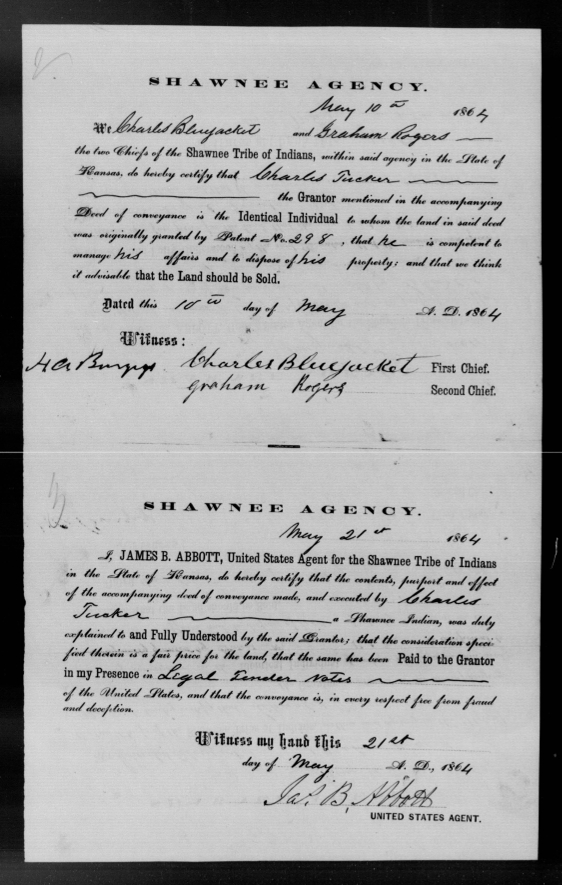 SHAWNEE AGENCY.
May 10th 1864
We Charles Bluejacket and Graham Rogers
the two Chiefs of the Shawnee Tribe of Indians, within said agency in the State of
Kansas, do hereby certify that Charles Tucker
the Grantor mentioned in the accompanying
Deed of conveyance is the Identical Individual to whom the land in said deed
was originally granted by Patent No. 298, that he is competent to
manage his affairs and to dispose of his property; and that we think
it advisable that the Land should be Sold.
Dated this 10th day of May A. D. 1864
Witness:
Charles Bluejacket First Chief.
graham Rogers Second Chief.
SHAWNEE AGENCY.
May 21st 1864
I, JAMES B. ABBOTT, United States Agent for the Shawnee Tribe of Indians
in the State of Kansas, do hereby certify that the contents, purport and effect
of the accompanying deed of conveyance made, and executed by Charles
Tucker a Shawnee Indian, was duly
explained to and Fully Understood by the said Grantor; that the consideration speci-
fied therein is a fair price for the land, that the same has been Paid to the Grantor
in my Presence in Legal Tender Notes
of the United States, and that the conveyance is, in every respect free from fraud
and deception.
Witness my hand this 21st
day of May A. D., 1864
Jas. B. Abbott
UNITED STATES AGENT.